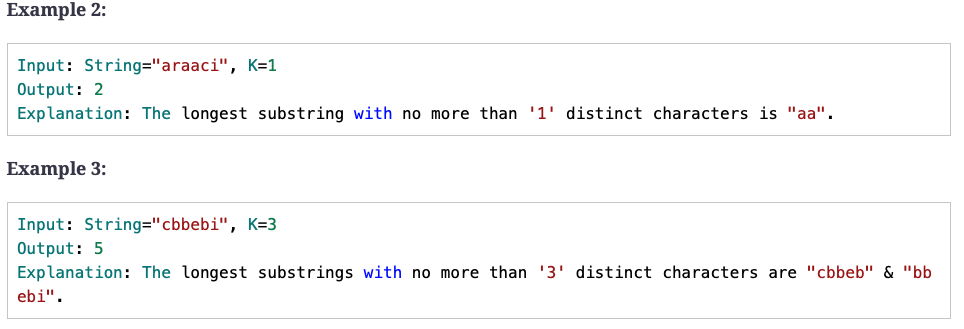 Example 2:
Input: String="araaci", K=1
Output: 2
Explanation: The longest substring with no more than '1' distinct characters is "aa".
Example 3:
Input: String="cbbebi", K=3
Output: 5
Explanation: The longest substrings with no more than '3' distinct characters are "cbbeb" & "bb
ebi".